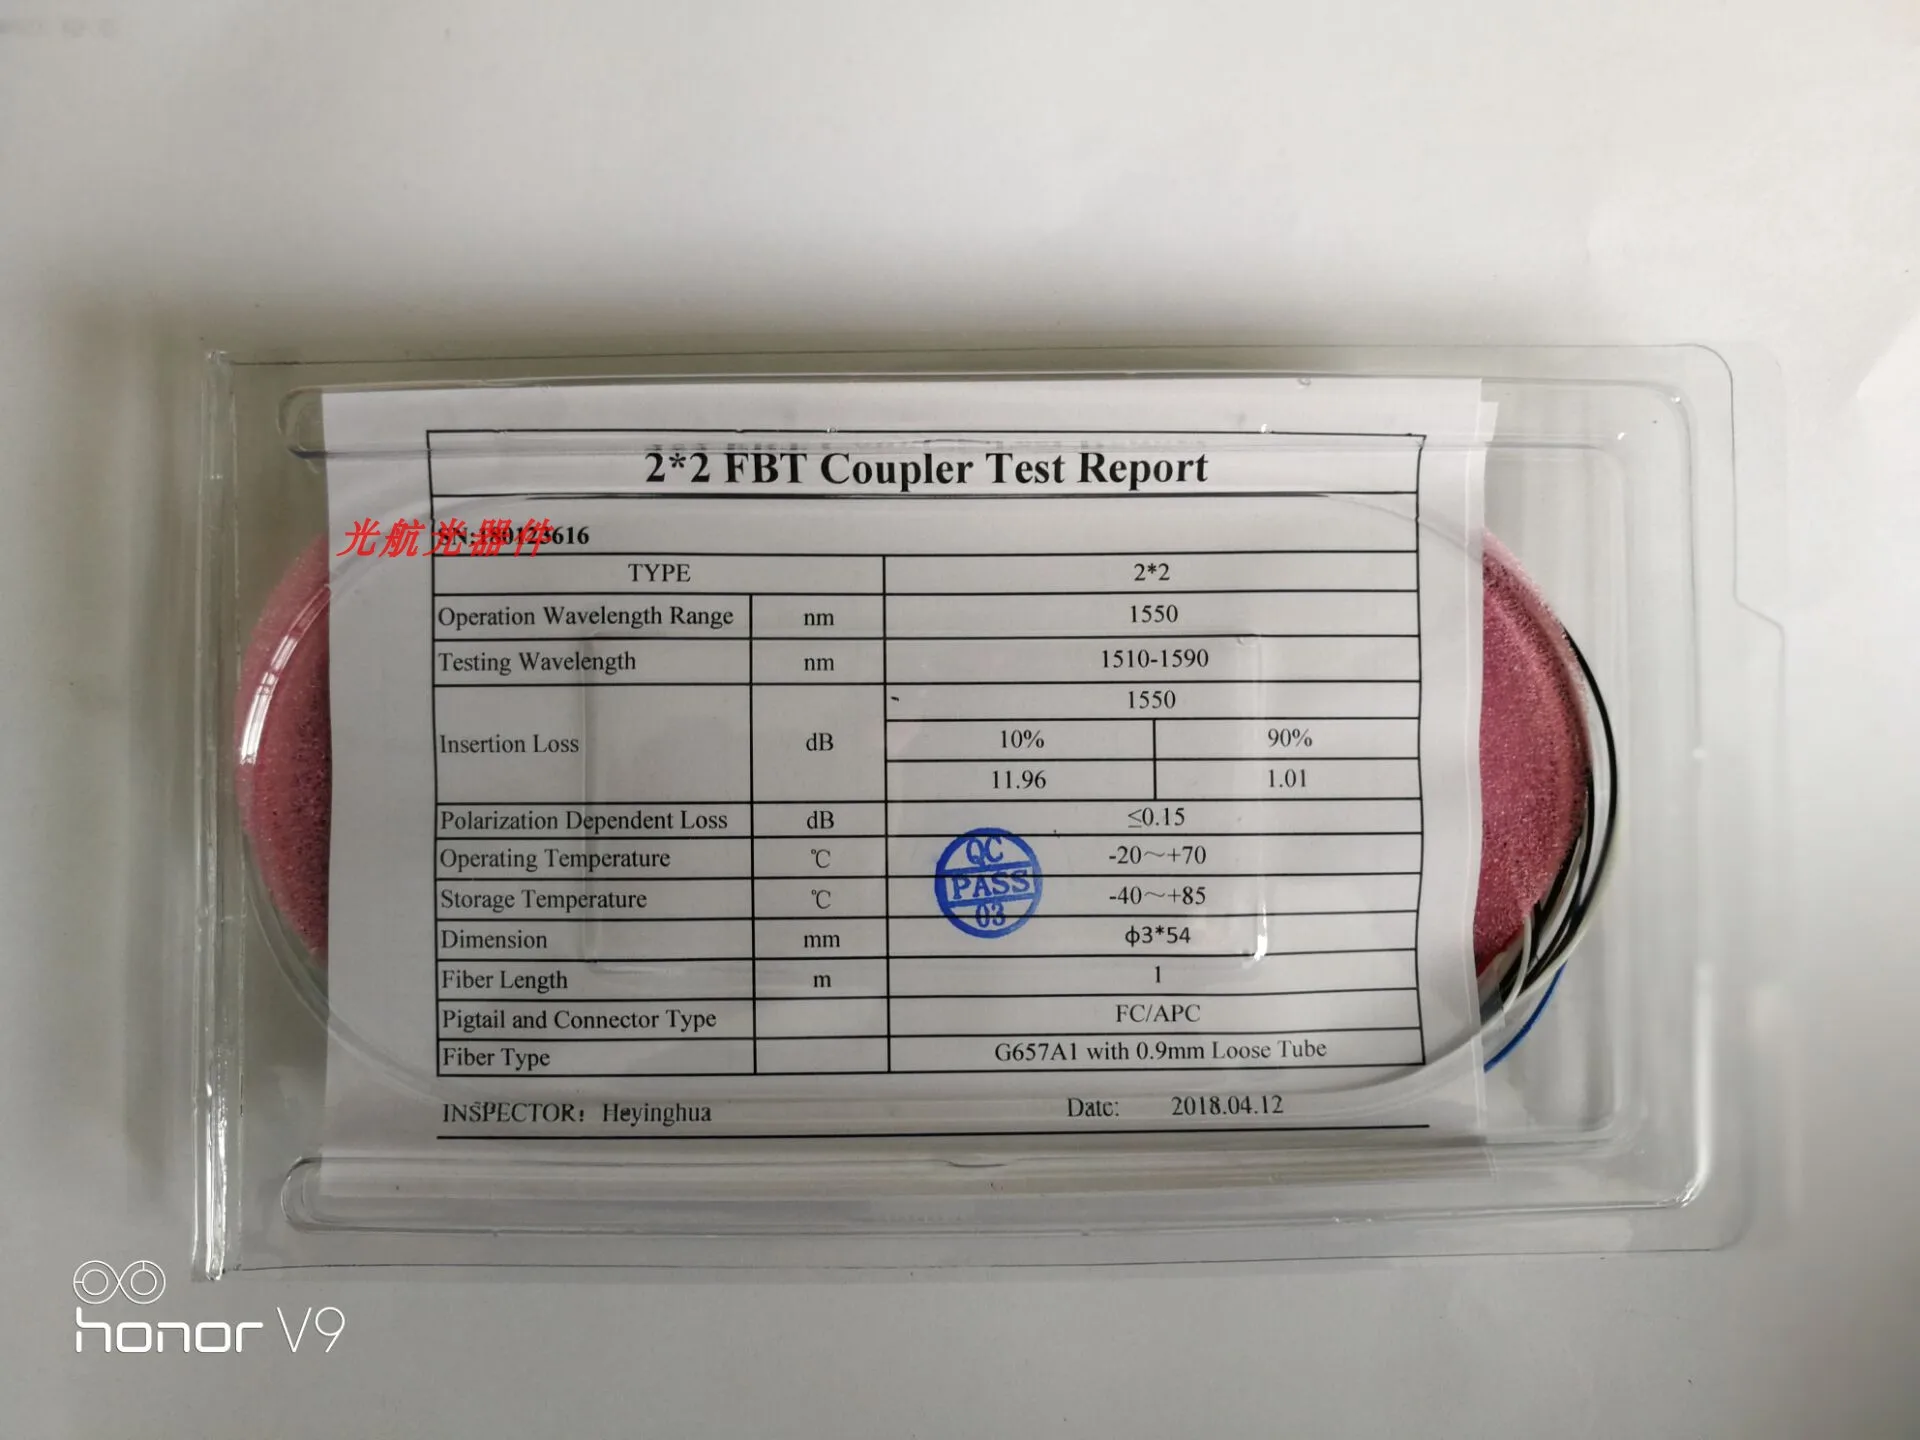 2*2 FBT Coupler Test Report
光航光器件
SN:180123616
TYPE 2*2
Operation Wavelength Range nm 1550
Testing Wavelength nm 1510-1590
1550
Insertion Loss dB 10% 90%
11.96 1.01
Polarization Dependent Loss dB ≤0.15
Operating Temperature ℃ -20～+70
Storage Temperature ℃ -40～+85
Dimension mm ф3*54
Fiber Length m 1
Pigtail and Connector Type FC/APC
Fiber Type G657A1 with 0.9mm Loose Tube
QC
PASS
03
INSPECTOR: Heyinghua Date: 2018.04.12
honor V9